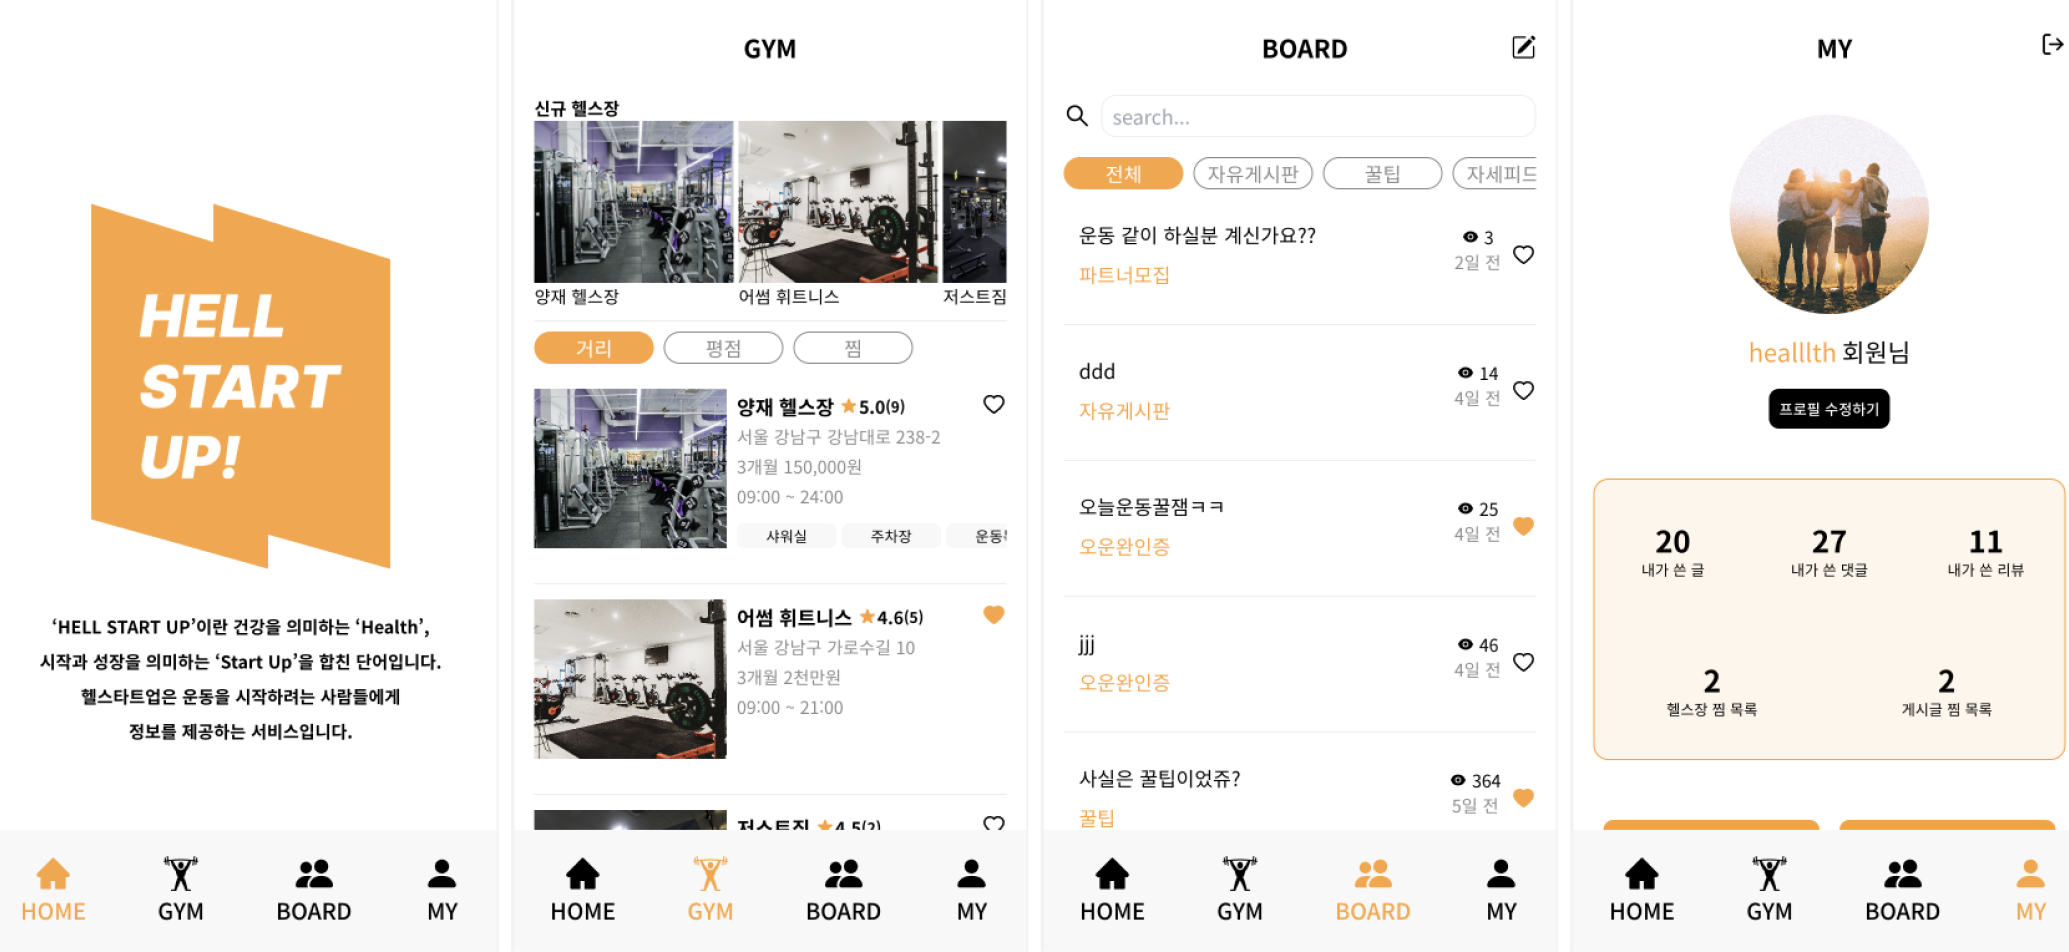 HELL
START
UP!
‘HELL START UP’이란 건강을 의미하는 ‘Health’,
시작과 성장을 의미하는 ‘Start Up’을 합친 단어입니다.
헬스타트업은 운동을 시작하려는 사람들에게
정보를 제공하는 서비스입니다.
HOME
GYM
BOARD
MY
GYM
신규 헬스장
양재 헬스장
어썸 휘트니스
저스트짐
거리
평점
찜
양재 헬스장 5.0(9)
서울 강남구 강남대로 238-2
3개월 150,000원
09:00 ~ 24:00
샤워실
주차장
어썸 휘트니스 4.6(5)
서울 강남구 가로수길 10
3개월 2천만원
09:00 ~ 21:00
저스트짐 4.5(2)
HOME
GYM
BOARD
MY
BOARD
search...
전체
자유게시판
꿀팁
자세피드
운동 같이 하실분 계신가요??
3
파트너모집
2일 전
ddd
14
자유게시판
4일 전
오늘운동꿀잼ㅋㅋ
25
오운완인증
4일 전
jjj
46
오운완인증
4일 전
사실은 꿀팁이었쥬?
364
꿀팁
5일 전
HOME
GYM
BOARD
MY
MY
healllth 회원님
프로필 수정하기
20
내가 쓴 글
27
내가 쓴 댓글
11
내가 쓴 리뷰
2
헬스장 찜 목록
2
게시글 찜 목록
HOME
GYM
BOARD
MY